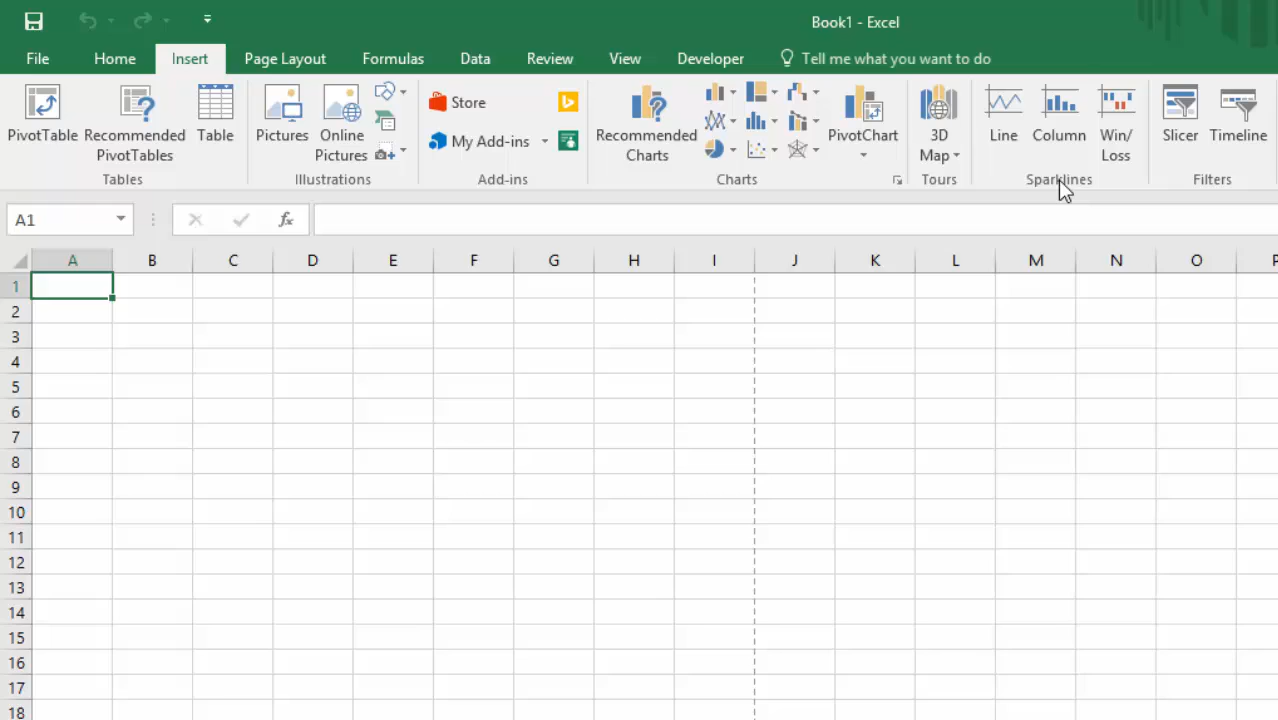 Book1 - Excel
File Home Insert Page Layout Formulas Data Review View Developer Tell me what you want to do
PivotTable
Recommended
PivotTables
Table
Tables
Pictures
Online
Pictures
Illustrations
Store
My Add-ins
Add-ins
Recommended
Charts
PivotChart
Charts
3D
Map
Tours
Line
Column
Win/
Loss
Sparklines
Slicer
Timeline
Filters
A1
fx
A B C D E F G H I J K L M N O P
1
2
3
4
5
6
7
8
9
10
11
12
13
14
15
16
17
18